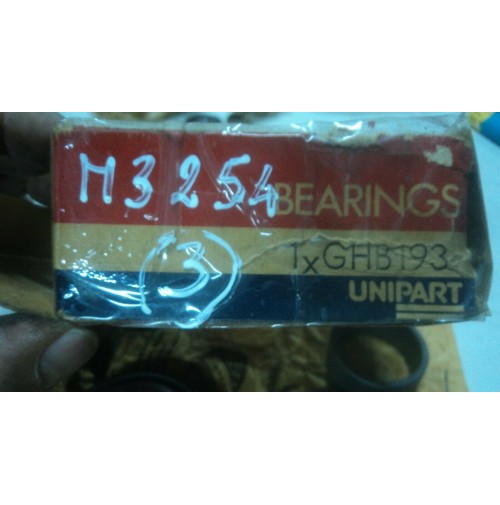 M3254
BEARINGS
1xGHB193
(3)
UNIPART